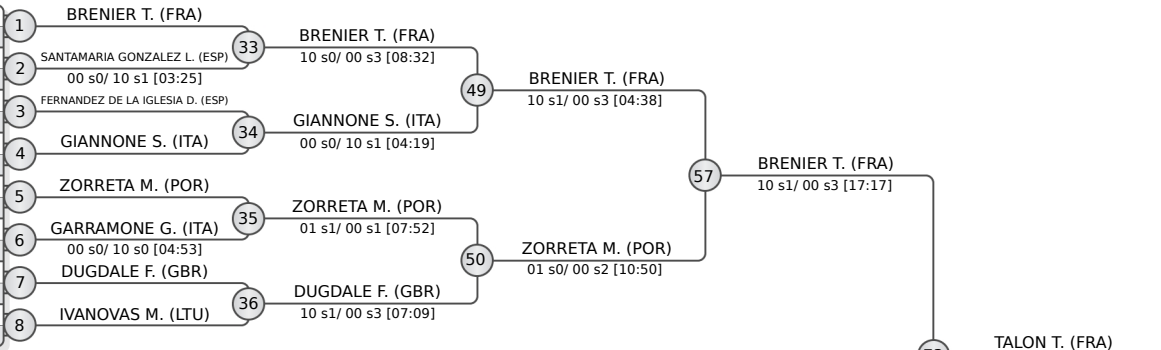 1
BRENIER T. (FRA)
2
SANTAMARIA GONZALEZ L. (ESP)
00 s0/ 10 s1 [03:25]
33
BRENIER T. (FRA)
10 s0/ 00 s3 [08:32]
3
FERNANDEZ DE LA IGLESIA D. (ESP)
4
GIANNONE S. (ITA)
34
GIANNONE S. (ITA)
00 s0/ 10 s1 [04:19]
49
BRENIER T. (FRA)
10 s1/ 00 s3 [04:38]
5
ZORRETA M. (POR)
6
GARRAMONE G. (ITA)
00 s0/ 10 s0 [04:53]
35
ZORRETA M. (POR)
01 s1/ 00 s1 [07:52]
7
DUGDALE F. (GBR)
8
IVANOVAS M. (LTU)
36
DUGDALE F. (GBR)
10 s1/ 00 s3 [07:09]
50
ZORRETA M. (POR)
01 s0/ 00 s2 [10:50]
57
BRENIER T. (FRA)
10 s1/ 00 s3 [17:17]
TALON T. (FRA)